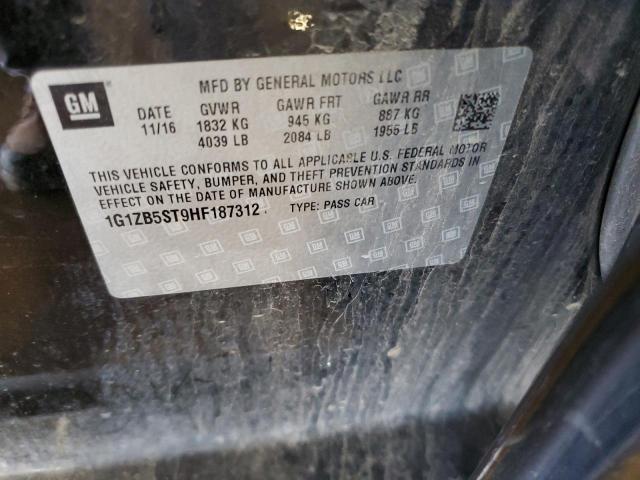 GM
MFD BY GENERAL MOTORS LLC
DATE GVWR GAWR FRT GAWR RR
11/16 1832 KG 945 KG 887 KG
4039 LB 2084 LB 1955 LB
THIS VEHICLE CONFORMS TO ALL APPLICABLE U.S. FEDERAL MOTOR
VEHICLE SAFETY, BUMPER, AND THEFT PREVENTION STANDARDS IN
EFFECT ON THE DATE OF MANUFACTURE SHOWN ABOVE.
1G1ZB5ST9HF187312 TYPE: PASS CAR